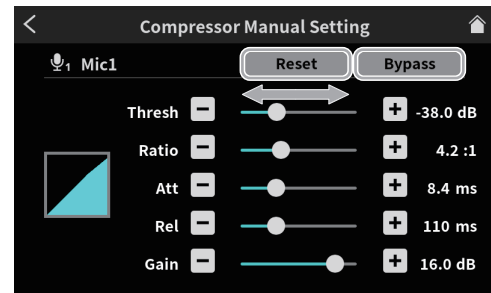 Compressor Manual Setting
1 Mic1 Reset Bypass
Thresh - + -38.0 dB
Ratio - + 4.2 :1
Att - + 8.4 ms
Rel - + 110 ms
Gain - + 16.0 dB